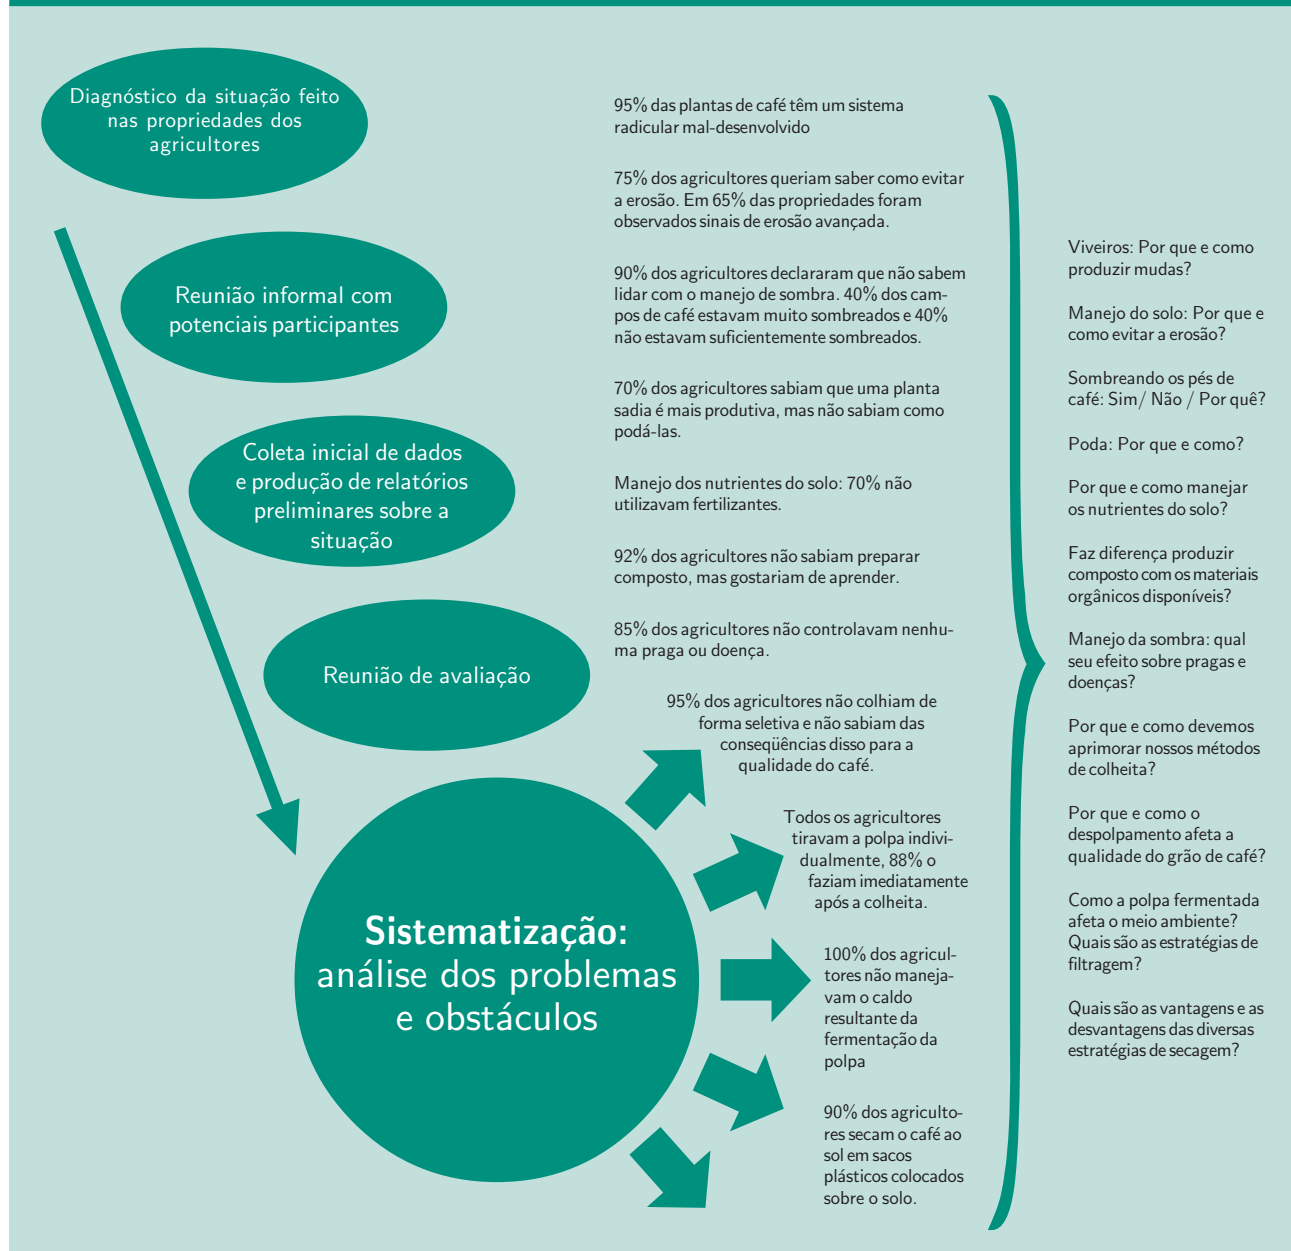 Diagnóstico da situação feito
nas propriedades dos
agricultores
Reunião informal com
potenciais participantes
Coleta inicial de dados
e produção de relatórios
preliminares sobre a
situação
Reunião de avaliação
Sistematização:
análise dos problemas
e obstáculos
95% das plantas de café têm um sistema
radicular mal-desenvolvido
75% dos agricultores queriam saber como evitar
a erosão. Em 65% das propriedades foram
observados sinais de erosão avançada.
90% dos agricultores declararam que não sabem
lidar com o manejo de sombra. 40% dos cam-
pos de café estavam muito sombreados e 40%
não estavam suficientemente sombreados.
70% dos agricultores sabiam que uma planta
sadia é mais produtiva, mas não sabiam como
podá-las.
Manejo dos nutrientes do solo: 70% não
utilizavam fertilizantes.
92% dos agricultores não sabiam preparar
composto, mas gostariam de aprender.
85% dos agricultores não controlavam nenhu-
ma praga ou doença.
95% dos agricultores não colhiam de
forma seletiva e não sabiam das
conseqüências disso para a
qualidade do café.
Todos os agricultores
tiravam a polpa indivi-
dualmente, 88% o
faziam imediatamente
após a colheita.
100% dos agricul-
tores não maneja-
vam o caldo
resultante da
fermentação da
polpa
90% dos agriculto-
res secam o café ao
sol em sacos
plásticos colocados
sobre o solo.
Viveiros: Por que e como
produzir mudas?
Manejo do solo: Por que e
como evitar a erosão?
Sombreando os pés de
café: Sim/ Não / Por quê?
Poda: Por que e como?
Por que e como manejar
os nutrientes do solo?
Faz diferença produzir
composto com os materiais
orgânicos disponíveis?
Manejo da sombra: qual
seu efeito sobre pragas e
doenças?
Por que e como devemos
aprimorar nossos métodos
de colheita?
Por que e como o
despolpamento afeta a
qualidade do grão de café?
Como a polpa fermentada
afeta o meio ambiente?
Quais são as estratégias de
filtragem?
Quais são as vantagens e as
desvantagens das diversas
estratégias de secagem?